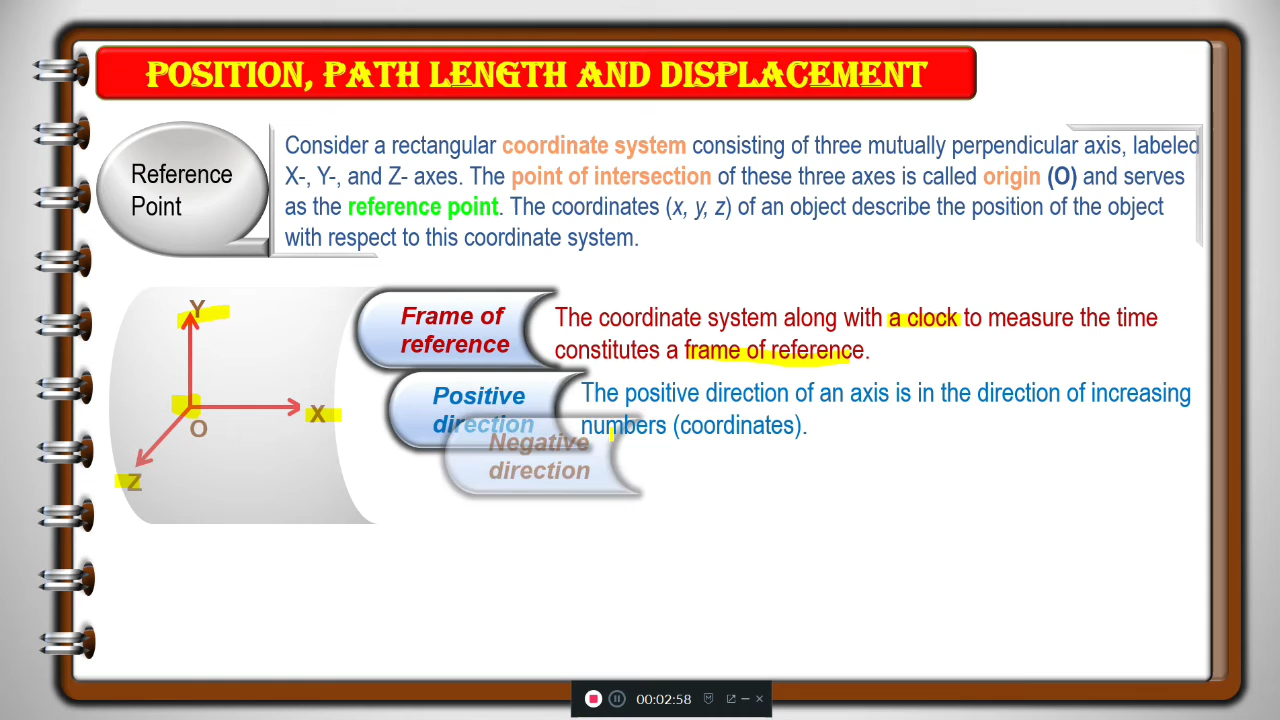 POSITION, PATH LENGTH AND DISPLACEMENT
Reference
Point
Consider a rectangular coordinate system consisting of three mutually perpendicular axis, labeled
X-, Y-, and Z- axes. The point of intersection of these three axes is called origin (O) and serves
as the reference point. The coordinates (x, y, z) of an object describe the position of the object
with respect to this coordinate system.
Y
X
O
Z
Frame of
reference
The coordinate system along with a clock to measure the time
constitutes a frame of reference.
Positive
direction
The positive direction of an axis is in the direction of increasing
numbers (coordinates).
Negative
direction
00:02:58